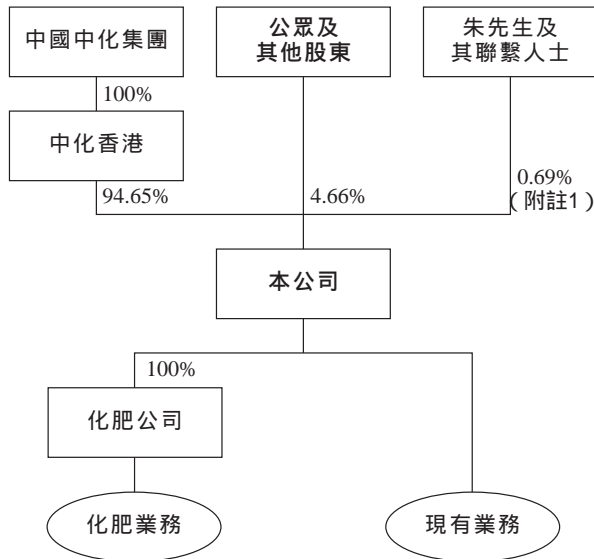 中國中化集團
公眾及
其他股東
朱先生及
其聯繫人士
100%
中化香港
94.65%
4.66%
0.69%
(附註1)
本公司
100%
化肥公司
化肥業務
現有業務